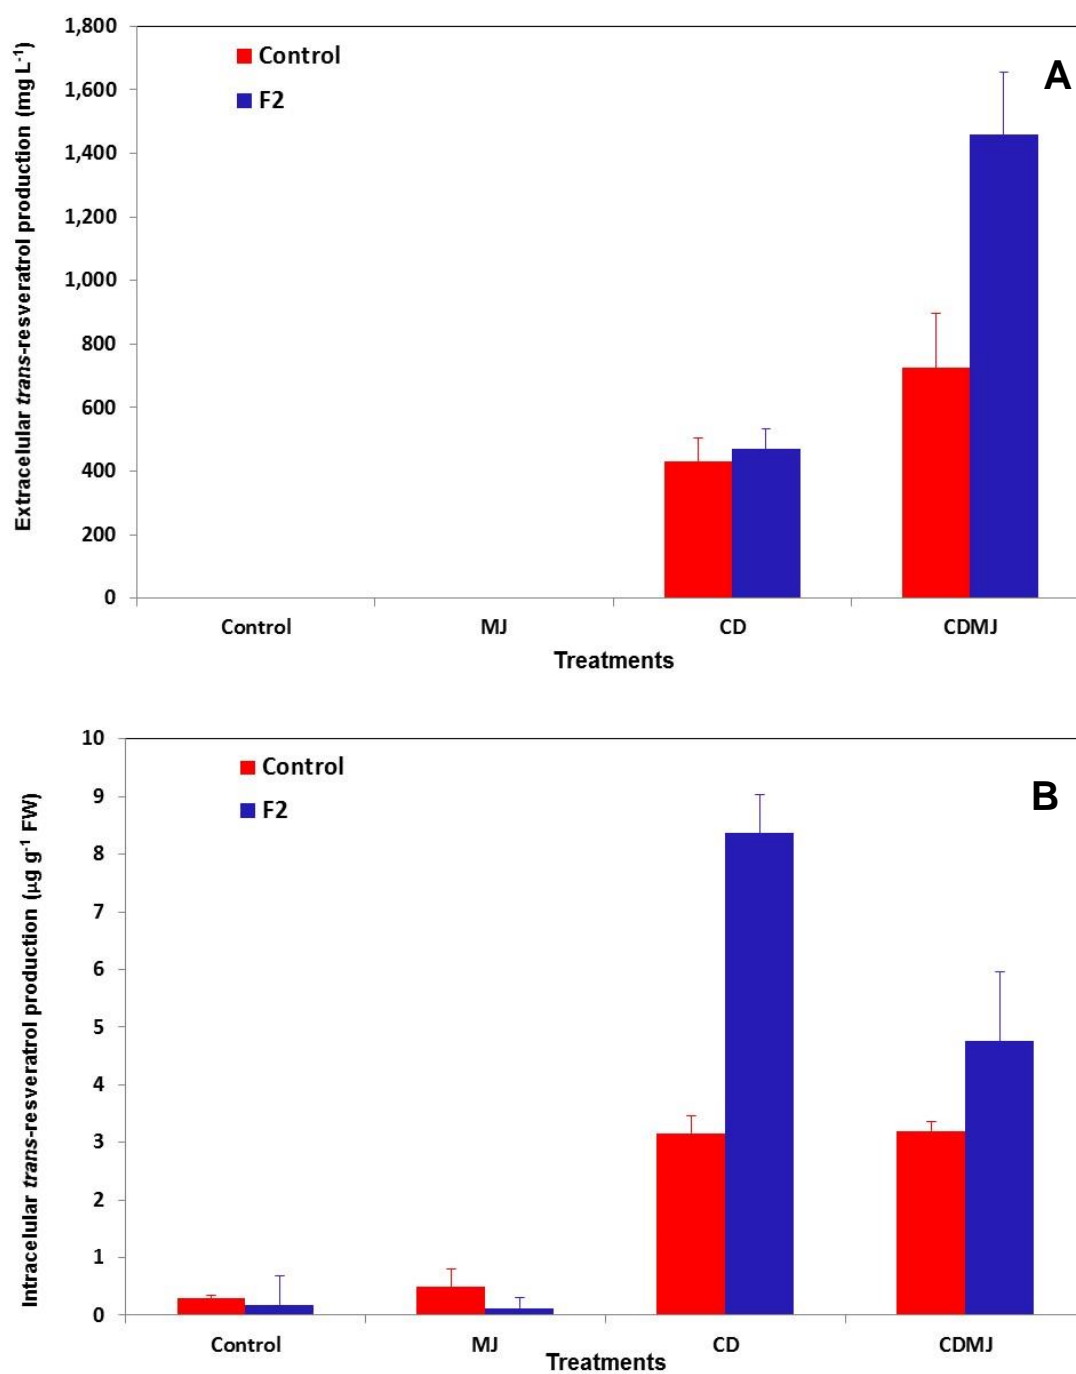 1,800
1,600
1,400
1,200
1,000
800
600
400
200
0
Extracelular trans-resveratrol production (mg L-1)
Control
F2
A
Control MJ CD CDMJ
Treatments
10
9
8
7
6
5
4
3
2
1
0
Intracelular trans-resveratrol production (µg g-1 FW)
Control
F2
B
Control MJ CD CDMJ
Treatments